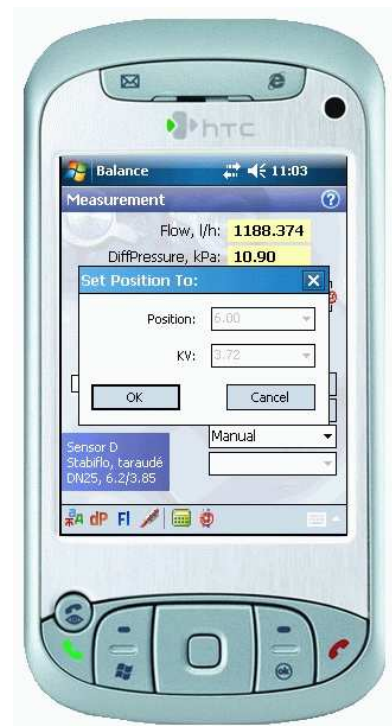 hTC
Balance 11:03
Measurement
Flow, l/h: 1188.374
DiffPressure, kPa: 10.90
Set Position To:
Position: 6.00
KV: 3.72
OK Cancel
Manual
Sensor D
Stabiflo, taraudé
DN25, 6.2/3.85
dP Fl
ok